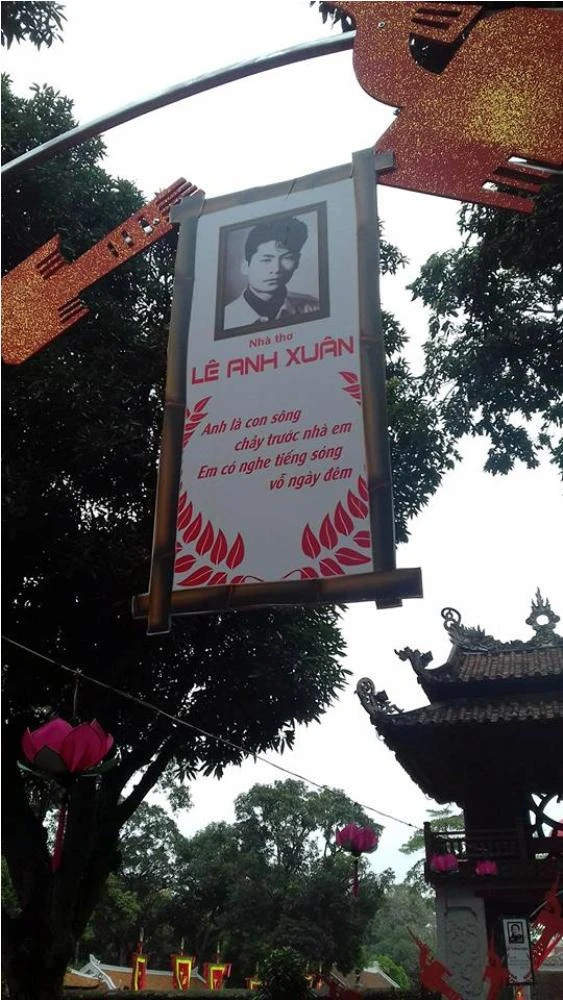 Nhà thơ
LÊ ANH XUÂN
Anh là con sông
chảy trước nhà em
Em có nghe tiếng sóng
vỗ ngày đêm